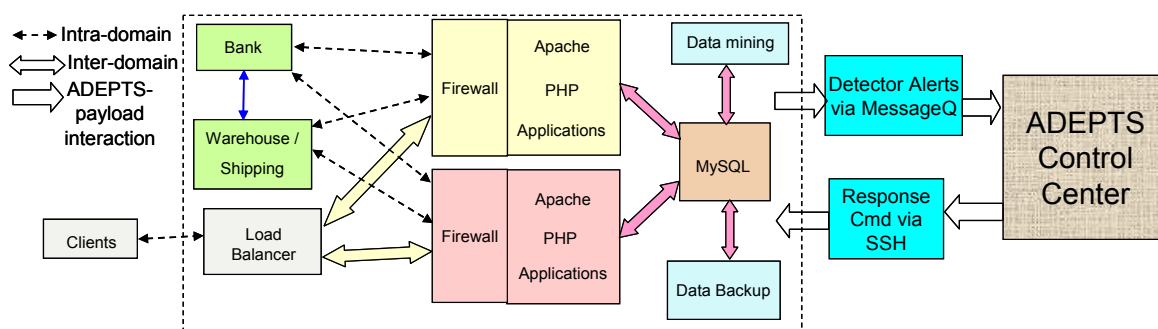 Intra-domain
Inter-domain
ADEPTS-
payload
interaction
Bank
Warehouse /
Shipping
Clients
Load
Balancer
Firewall
Apache
PHP
Applications
Firewall
Apache
PHP
Applications
Data mining
MySQL
Data Backup
Detector Alerts
via MessageQ
Response
Cmd via
SSH
ADEPTS
Control
Center